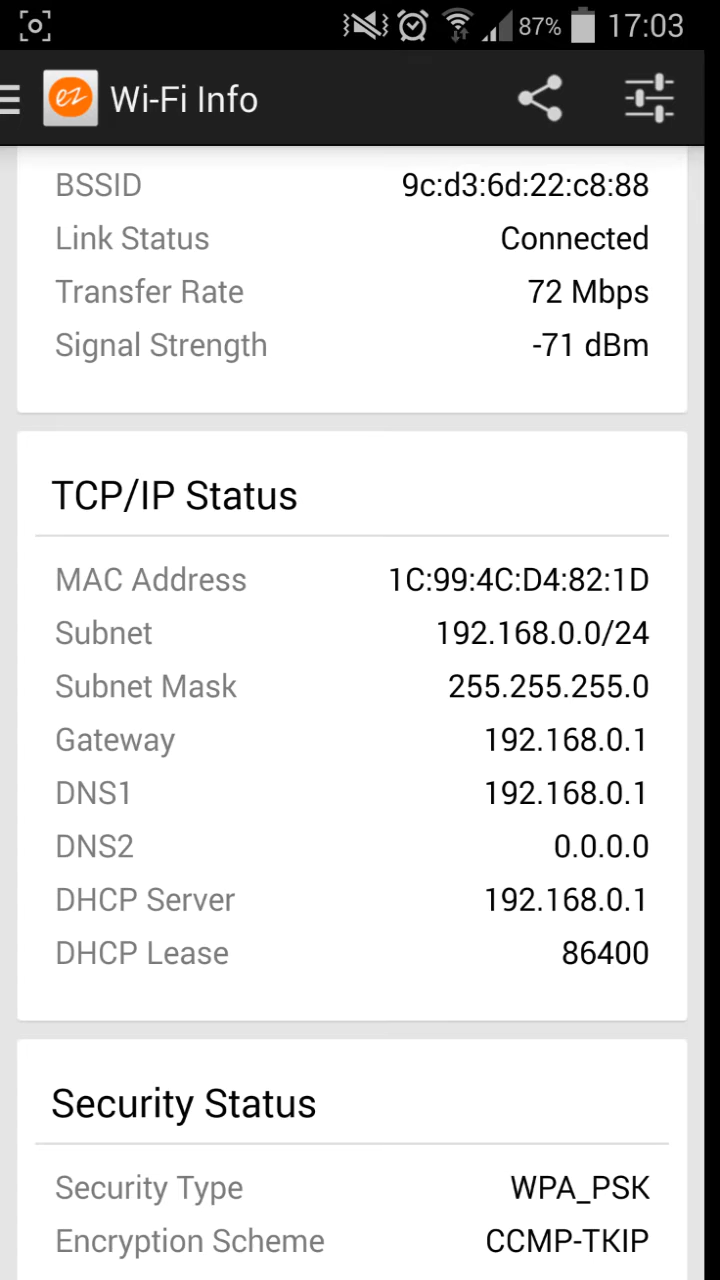 87% 17:03
ez Wi-Fi Info
BSSID 9c:d3:6d:22:c8:88
Link Status Connected
Transfer Rate 72 Mbps
Signal Strength -71 dBm
TCP/IP Status
MAC Address 1C:99:4C:D4:82:1D
Subnet 192.168.0.0/24
Subnet Mask 255.255.255.0
Gateway 192.168.0.1
DNS1 192.168.0.1
DNS2 0.0.0.0
DHCP Server 192.168.0.1
DHCP Lease 86400
Security Status
Security Type WPA_PSK
Encryption Scheme CCMP-TKIP